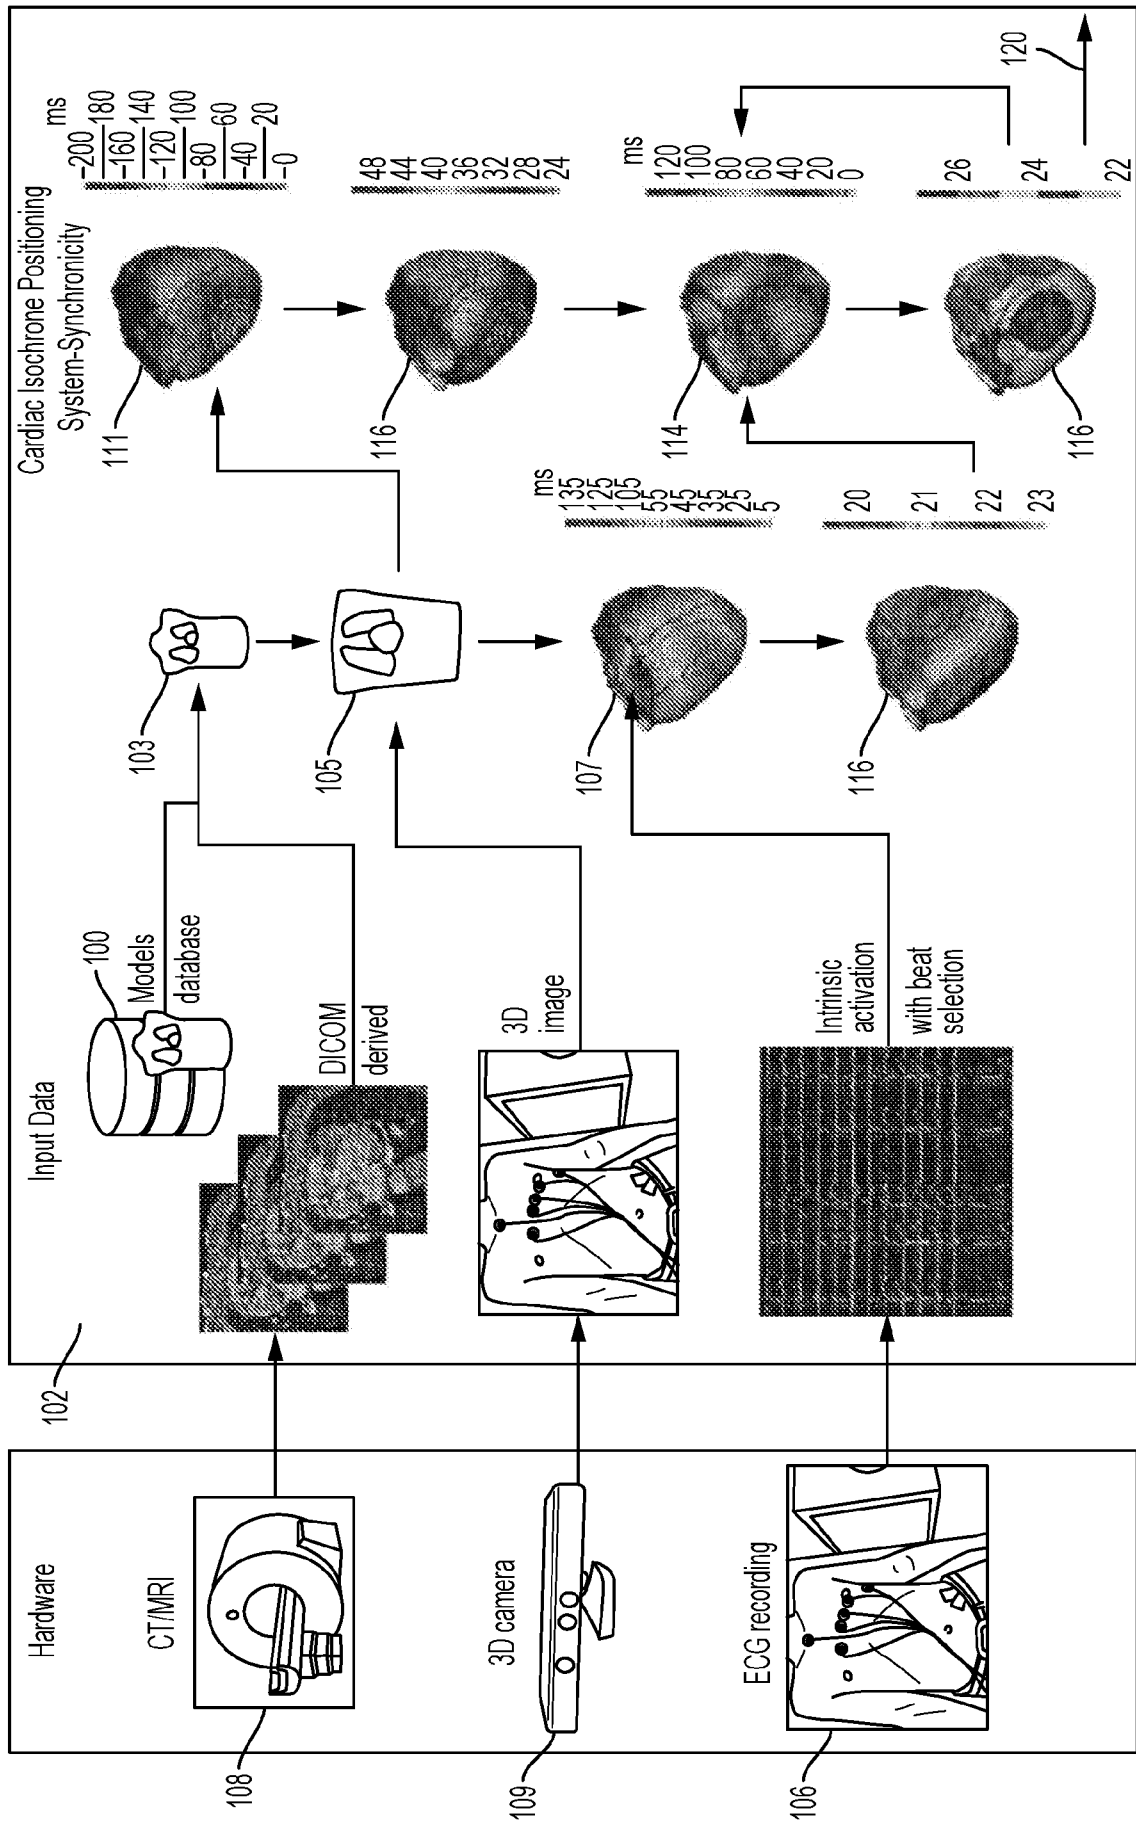 Hardware
CT/MRI
108
3D camera
109
ECG recording
106
102
Input Data
100
Models
database
DICOM
derived
3D
image
Intrinsic
activation
with beat
selection
103
105
107
ms
135
125
105
55
45
35
25
5
116
20
21
22
23
Cardiac Isochrone Positioning
System-Synchronicity
111
ms
-200
180
-160
140
-120
100
-80
60
-40
20
-0
116
48
44
40
36
32
28
24
114
ms
120
100
80
60
40
20
0
116
26
24
22
120